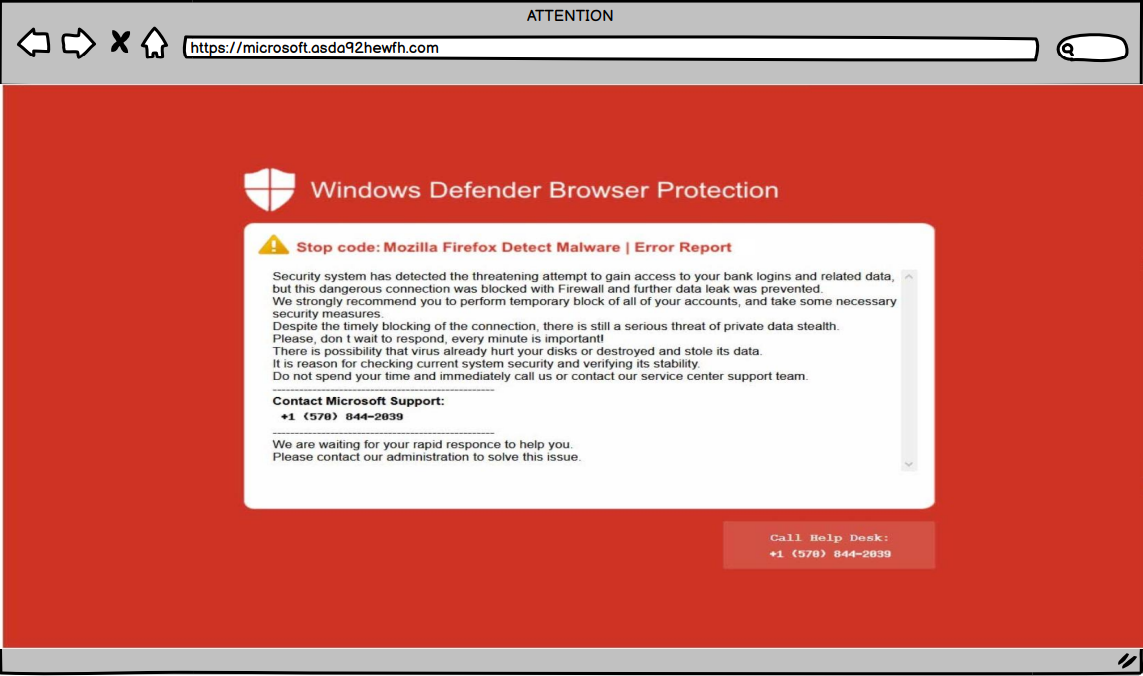 ATTENTION
https://microsoft.asda92hewfh.com
Windows Defender Browser Protection
Stop code: Mozilla Firefox Detect Malware | Error Report
Security system has detected the threatening attempt to gain access to your bank logins and related data,
but this dangerous connection was blocked with Firewall and further data leak was prevented.
We strongly recommend you to perform temporary block of all of your accounts, and take some necessary
security measures.
Despite the timely blocking of the connection, there is still a serious threat of private data stealth.
Please, don t wait to respond, every minute is important!
There is possibility that virus already hurt your disks or destroyed and stole its data.
It is reason for checking current system security and verifying its stability.
Do not spend your time and immediately call us or contact our service center support team.
--------------------------------------------------
Contact Microsoft Support:
+1 (570) 844-2039
--------------------------------------------------
We are waiting for your rapid responce to help you.
Please contact our administration to solve this issue.
Call Help Desk:
+1 (570) 844-2039